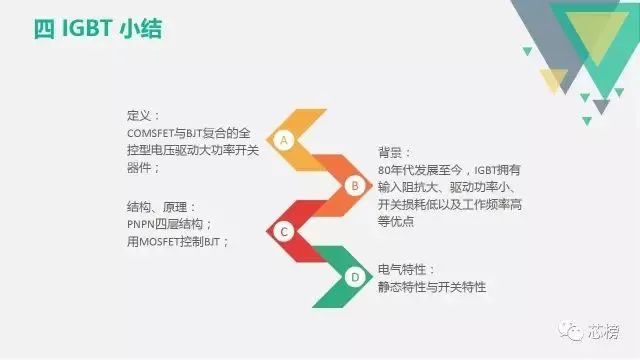 四 IGBT 小结
定义：
COMSFET与BJT复合的全
控型电压驱动大功率开关
器件；
A
背景：
80年代发展至今，IGBT拥有
输入阻抗大、驱动功率小、
开关损耗低以及工作频率高
等优点
B
结构、原理：
PNPN四层结构；
用MOSFET控制BJT；
C
D
电气特性：
静态特性与开关特性
芯榜